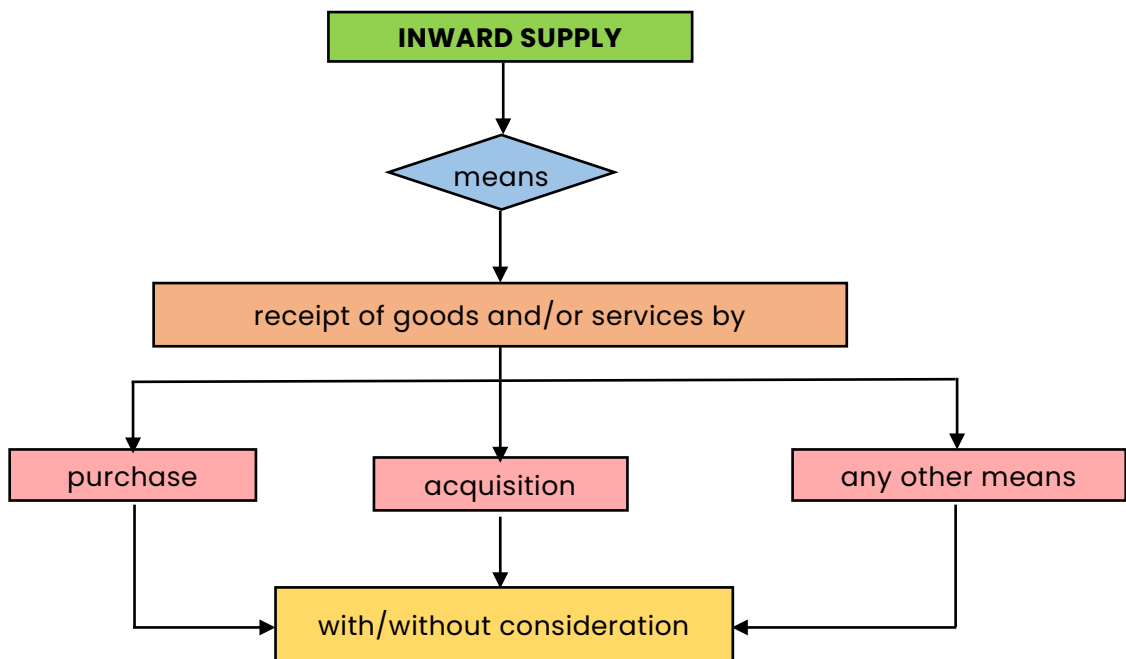 INWARD SUPPLY
means
receipt of goods and/or services by
purchase
acquisition
any other means
with/without consideration